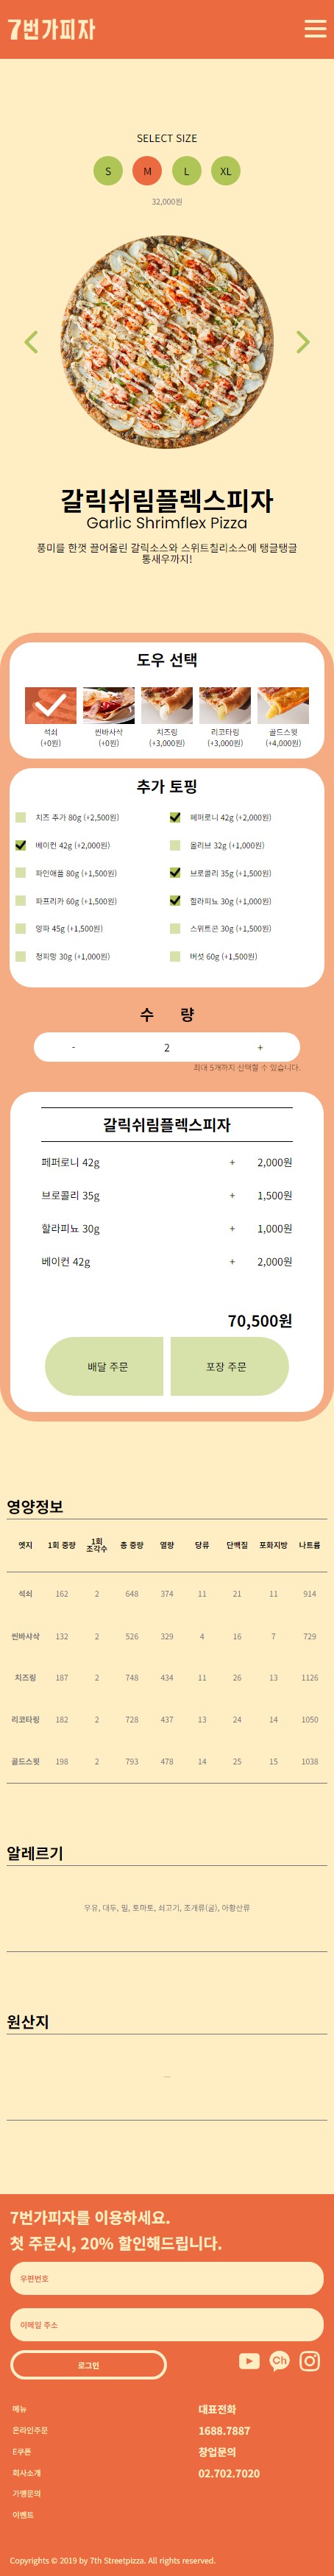 7번가피자
SELECT SIZE
S M L XL
32,000원
갈릭쉬림플렉스피자
Garlic Shrimflex Pizza
풍미를 한껏 끌어올린 갈릭소스와 스위트칠리소스에 탱글탱글
통새우까지!
도우 선택
석쇠 씬바사삭 치즈링 리코타링 골드스윗
(+0원) (+0원) (+3,000원) (+3,000원) (+4,000원)
추가 토핑
치즈 추가 80g (+2,500원) 페퍼로니 42g (+2,000원)
베이컨 42g (+2,000원) 올리브 32g (+1,000원)
파인애플 80g (+1,500원) 브로콜리 35g (+1,500원)
파프리카 60g (+1,500원) 할라피뇨 30g (+1,000원)
양파 45g (+1,500원) 스위트콘 30g (+1,500원)
청피망 30g (+1,000원) 버섯 60g (+1,500원)
수 량
- 2 +
최대 5개까지 선택할 수 있습니다.
갈릭쉬림플렉스피자
페퍼로니 42g + 2,000원
브로콜리 35g + 1,500원
할라피뇨 30g + 1,000원
베이컨 42g + 2,000원
70,500원
배달 주문 포장 주문
영양정보
엣지 1회 중량 1회 조각수 총 중량 열량 당류 단백질 포화지방 나트륨
석쇠 162 2 648 374 11 21 11 914
씬바사삭 132 2 526 329 4 16 7 729
치즈링 187 2 748 434 11 26 13 1126
리코타링 182 2 728 437 13 24 14 1050
골드스윗 198 2 793 478 14 25 15 1038
알레르기
우유, 대두, 밀, 토마토, 쇠고기, 조개류(굴), 아황산류
원산지
—
7번가피자를 이용하세요.
첫 주문시, 20% 할인해드립니다.
우편번호
이메일 주소
로그인
Ch
메뉴 대표전화
온라인주문 1688.7887
E쿠폰 창업문의
회사소개 02.702.7020
가맹문의
이벤트
Copyrights © 2019 by 7th Streetpizza. All rights reserver.